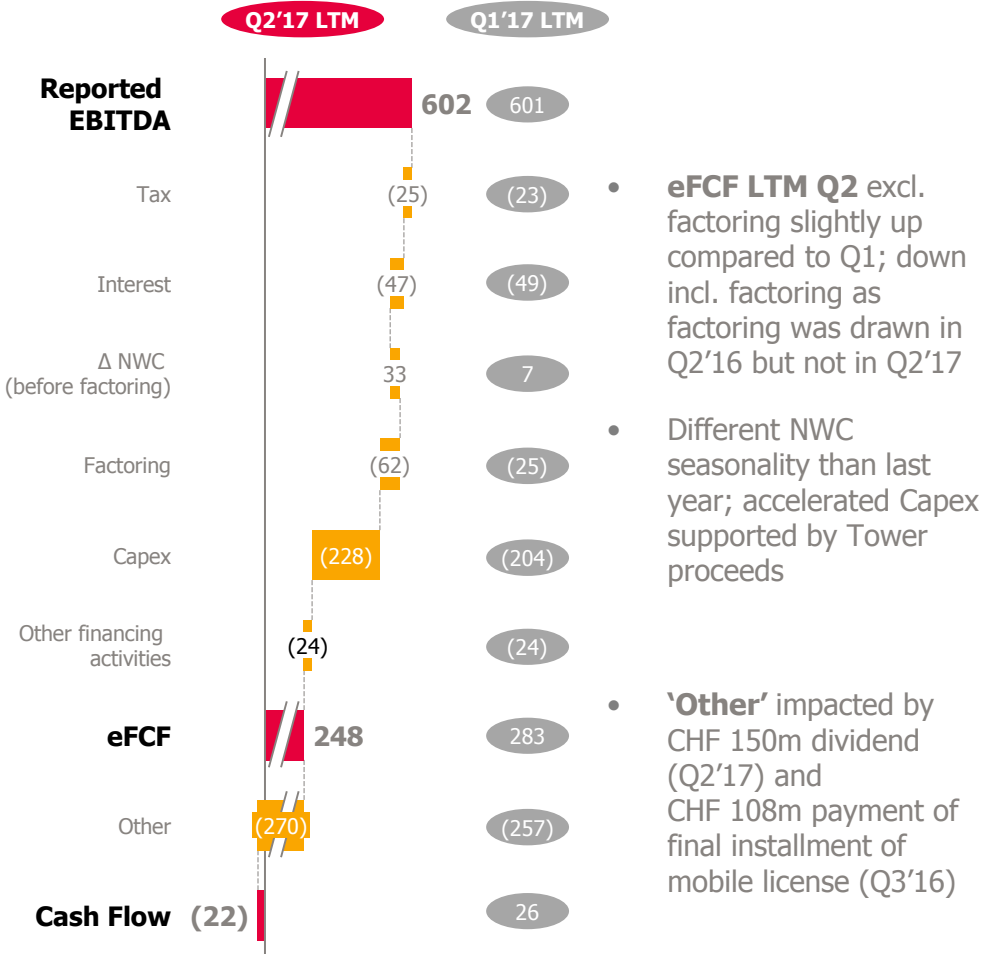 Q2’17 LTM
Q1’17 LTM
Reported
EBITDA
602
601
Tax
(25)
(23)
Interest
(47)
(49)
Δ NWC
(before factoring)
33
7
Factoring
(62)
(25)
Capex
(228)
(204)
Other financing
activities
(24)
(24)
eFCF
248
283
Other
(270)
(257)
Cash Flow
(22)
26
• eFCF LTM Q2 excl.
factoring slightly up
compared to Q1; down
incl. factoring as
factoring was drawn in
Q2’16 but not in Q2’17
• Different NWC
seasonality than last
year; accelerated Capex
supported by Tower
proceeds
• ‘Other’ impacted by
CHF 150m dividend
(Q2’17) and
CHF 108m payment of
final installment of
mobile license (Q3’16)